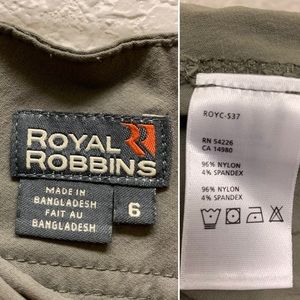 ROYAL
ROBBINS
MADE IN
BANGLADESH
FAIT AU
BANGLADESH
6
ROYC-537
RN 54226
CA 14980
96% NYLON
4% SPANDEX
96% NYLON
4% SPANDEX